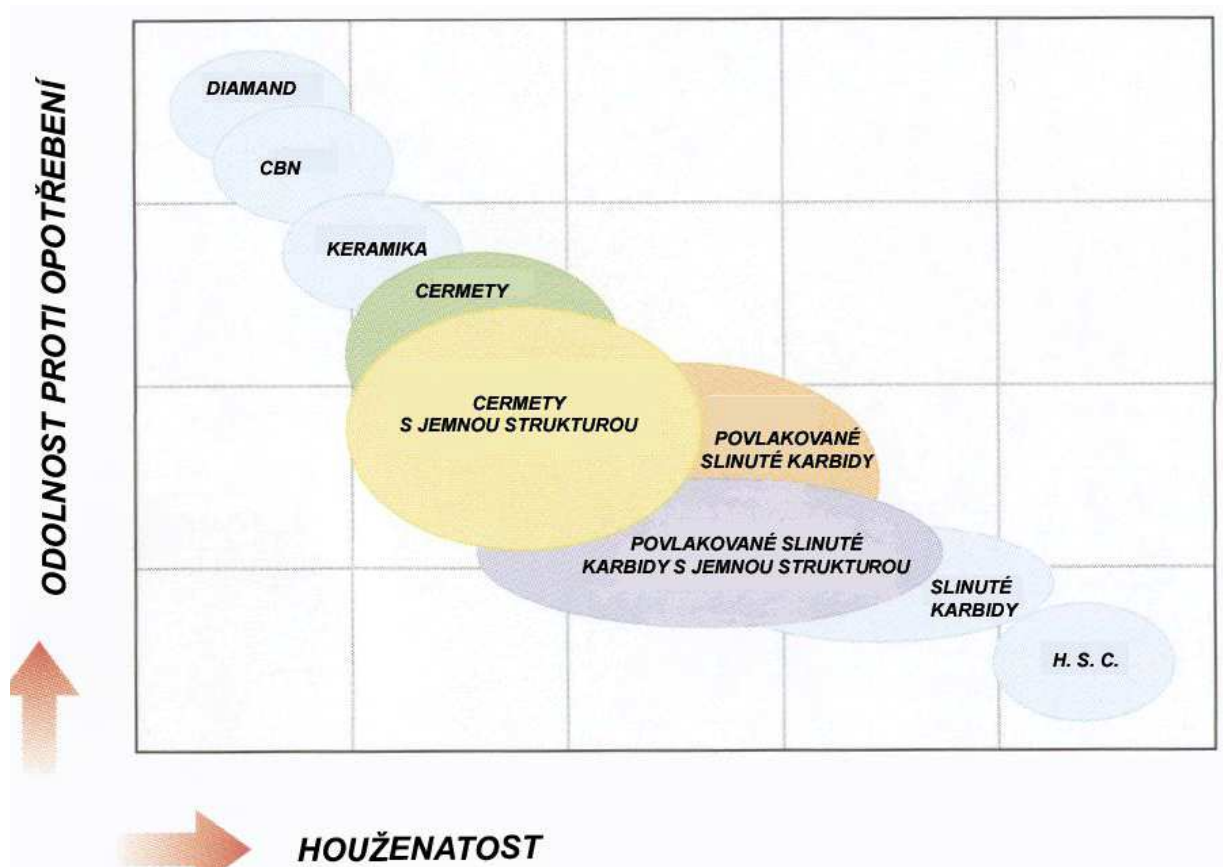 ODOLNOST PROTI OPOTŘEBENÍ
DIAMAND
CBN
KERAMIKA
CERMETY
CERMETY
S JEMNOU STRUKTUROU
POVLAKOVANÉ
SLINUTÉ KARBIDY
POVLAKOVANÉ SLINUTÉ
KARBIDY S JEMNOU STRUKTUROU
SLINUTÉ
KARBIDY
H. S. C.
HOUŽENATOST